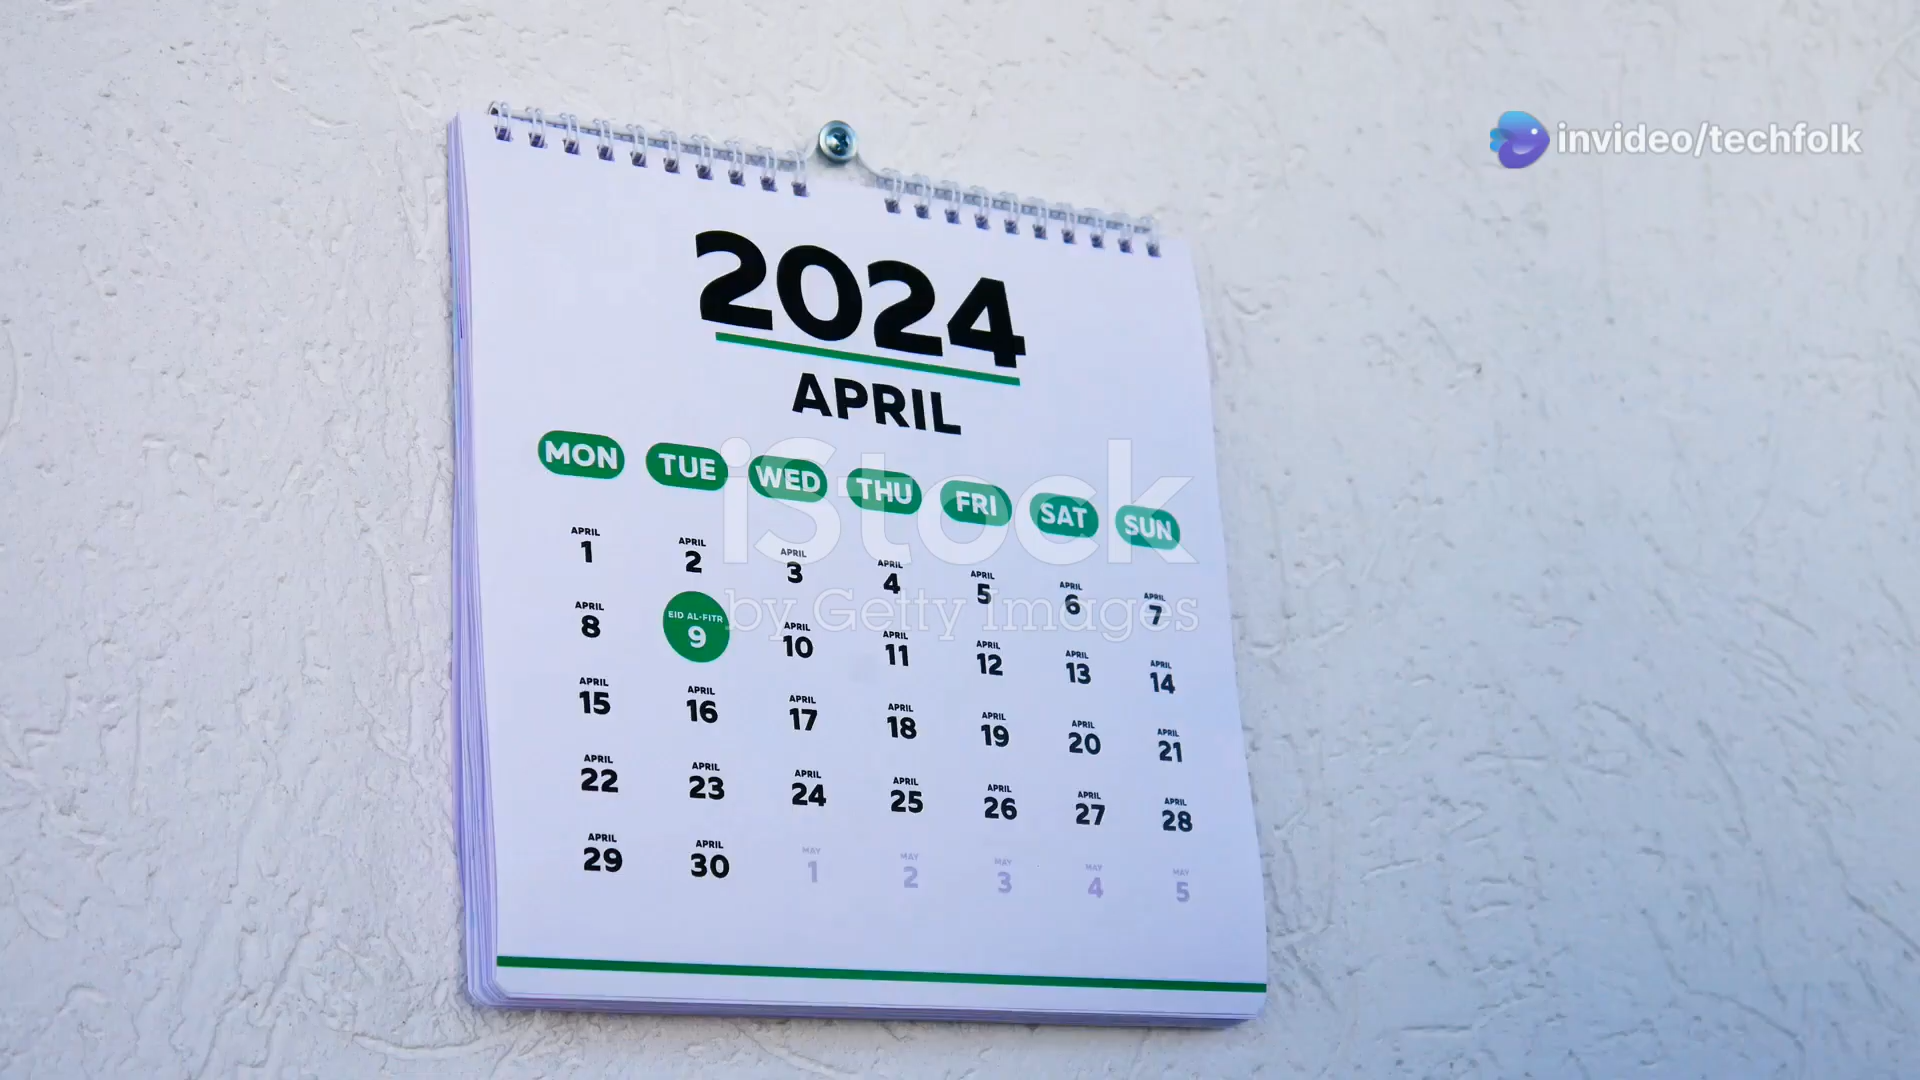 invideo/techfolk
2024
APRIL
MON TUE WED THU FRI SAT SUN
APRIL APRIL APRIL APRIL APRIL APRIL APRIL
1 2 3 4 5 6 7
APRIL EID AL-FITR APRIL APRIL APRIL APRIL APRIL
8 9 10 11 12 13 14
APRIL APRIL APRIL APRIL APRIL APRIL APRIL
15 16 17 18 19 20 21
APRIL APRIL APRIL APRIL APRIL APRIL APRIL
22 23 24 25 26 27 28
APRIL APRIL MAY MAY MAY MAY MAY
29 30 1 2 3 4 5
iStock
by Getty Images